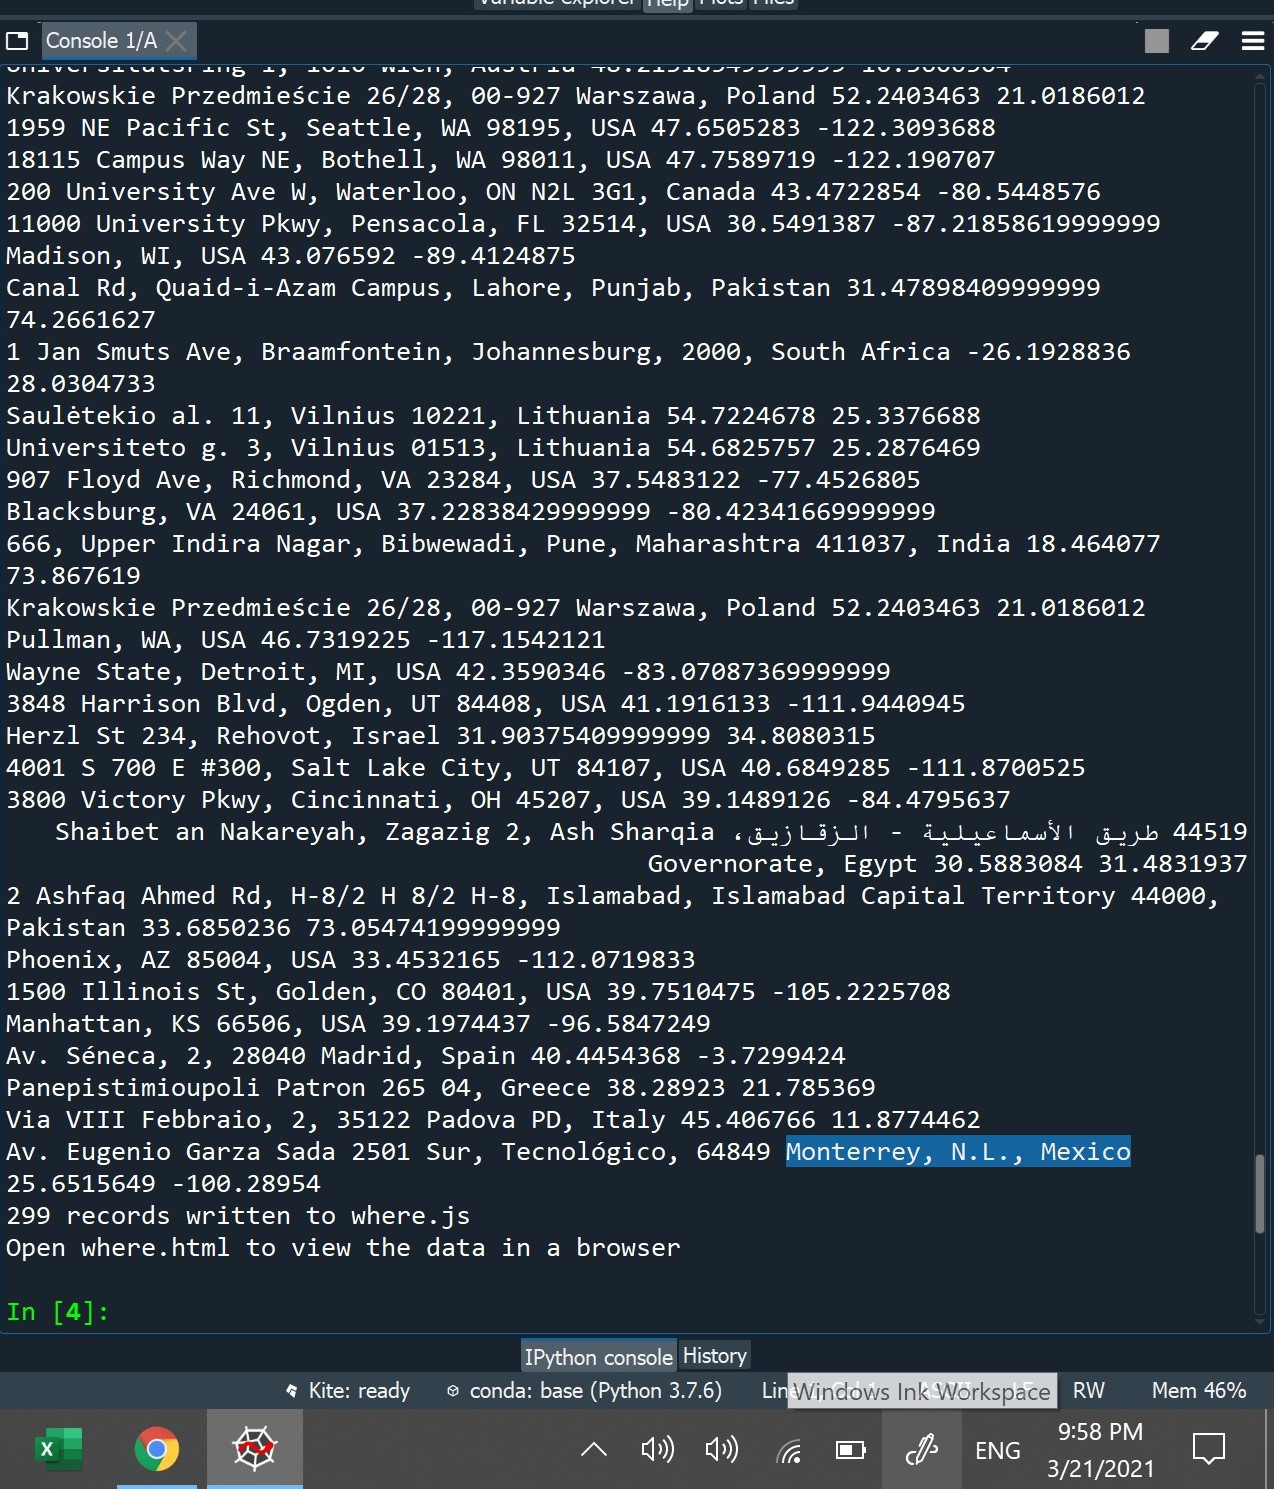 Variable explorer Help Plots Files
Console 1/A
Universitätsring 1, 1010 Wien, Austria
Krakowskie Przedmieście 26/28, 00-927 Warszawa, Poland 52.2403463 21.0186012
1959 NE Pacific St, Seattle, WA 98195, USA 47.6505283 -122.3093688
18115 Campus Way NE, Bothell, WA 98011, USA 47.7589719 -122.190707
200 University Ave W, Waterloo, ON N2L 3G1, Canada 43.4722854 -80.5448576
11000 University Pkwy, Pensacola, FL 32514, USA 30.5491387 -87.21858619999999
Madison, WI, USA 43.076592 -89.4124875
Canal Rd, Quaid-i-Azam Campus, Lahore, Punjab, Pakistan 31.47898409999999
74.2661627
1 Jan Smuts Ave, Braamfontein, Johannesburg, 2000, South Africa -26.1928836
28.0304733
Saulėtekio al. 11, Vilnius 10221, Lithuania 54.7224678 25.3376688
Universiteto g. 3, Vilnius 01513, Lithuania 54.6825757 25.2876469
907 Floyd Ave, Richmond, VA 23284, USA 37.5483122 -77.4526805
Blacksburg, VA 24061, USA 37.22838429999999 -80.42341669999999
666, Upper Indira Nagar, Bibwewadi, Pune, Maharashtra 411037, India 18.464077
73.867619
Krakowskie Przedmieście 26/28, 00-927 Warszawa, Poland 52.2403463 21.0186012
Pullman, WA, USA 46.7319225 -117.1542121
Wayne State, Detroit, MI, USA 42.3590346 -83.07087369999999
3848 Harrison Blvd, Ogden, UT 84408, USA 41.1916133 -111.9440945
Herzl St 234, Rehovot, Israel 31.90375409999999 34.8080315
4001 S 700 E #300, Salt Lake City, UT 84107, USA 40.6849285 -111.8700525
3800 Victory Pkwy, Cincinnati, OH 45207, USA 39.1489126 -84.4795637
44519 طريق الأسماعيلية - الزقازيق، Shaibet an Nakareyah, Zagazig 2, Ash Sharqia
Governorate, Egypt 30.5883084 31.4831937
2 Ashfaq Ahmed Rd, H-8/2 H 8/2 H-8, Islamabad, Islamabad Capital Territory 44000,
Pakistan 33.6850236 73.05474199999999
Phoenix, AZ 85004, USA 33.4532165 -112.0719833
1500 Illinois St, Golden, CO 80401, USA 39.7510475 -105.2225708
Manhattan, KS 66506, USA 39.1974437 -96.5847249
Av. Séneca, 2, 28040 Madrid, Spain 40.4454368 -3.7299424
Panepistimioupoli Patron 265 04, Greece 38.28923 21.785369
Via VIII Febbraio, 2, 35122 Padova PD, Italy 45.406766 11.8774462
Av. Eugenio Garza Sada 2501 Sur, Tecnológico, 64849 Monterrey, N.L., Mexico
25.6515649 -100.28954
299 records written to where.js
Open where.html to view the data in a browser
In [4]:
IPython console History
Kite: ready conda: base (Python 3.7.6) Line Windows Ink Workspace RW Mem 46%
ENG 9:58 PM
3/21/2021